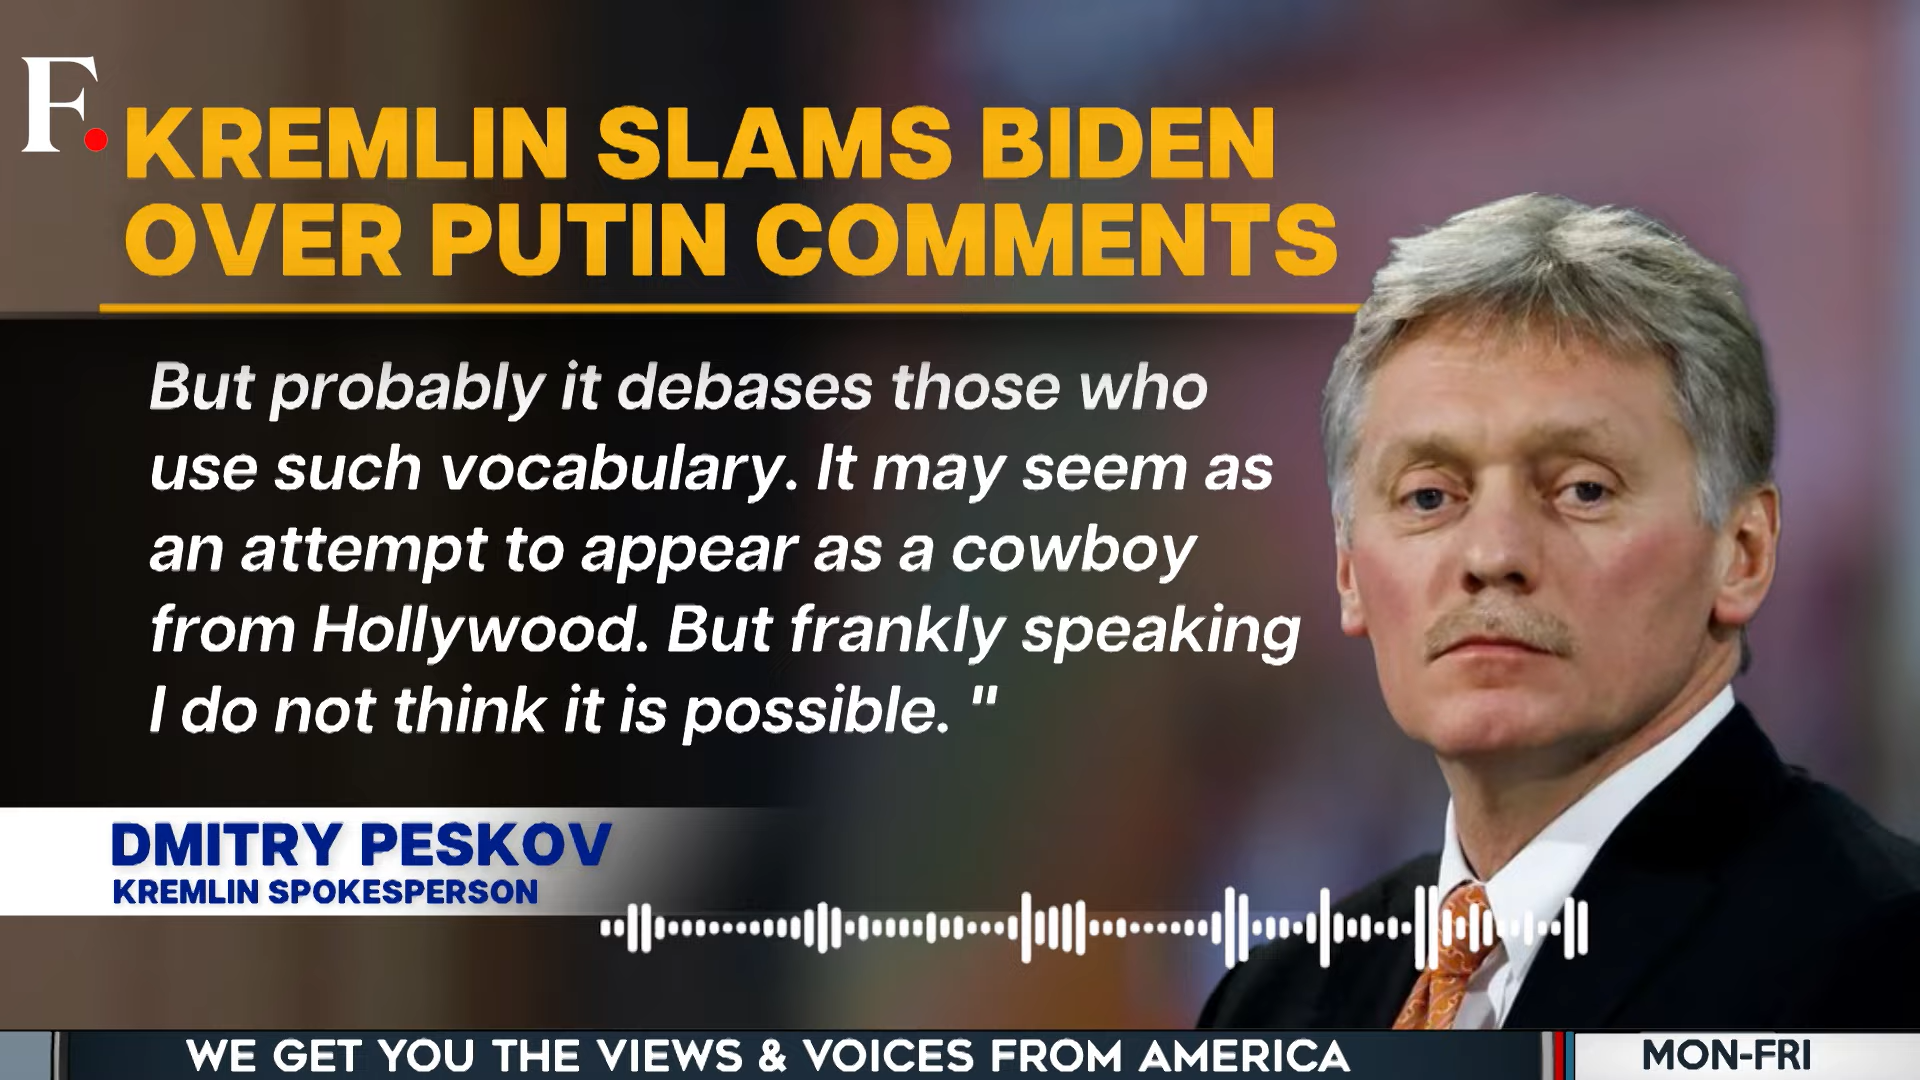 F.
KREMLIN SLAMS BIDEN
OVER PUTIN COMMENTS
But probably it debases those who
use such vocabulary. It may seem as
an attempt to appear as a cowboy
from Hollywood. But frankly speaking
I do not think it is possible. "
DMITRY PESKOV
KREMLIN SPOKESPERSON
WE GET YOU THE VIEWS & VOICES FROM AMERICA
MON-FRI